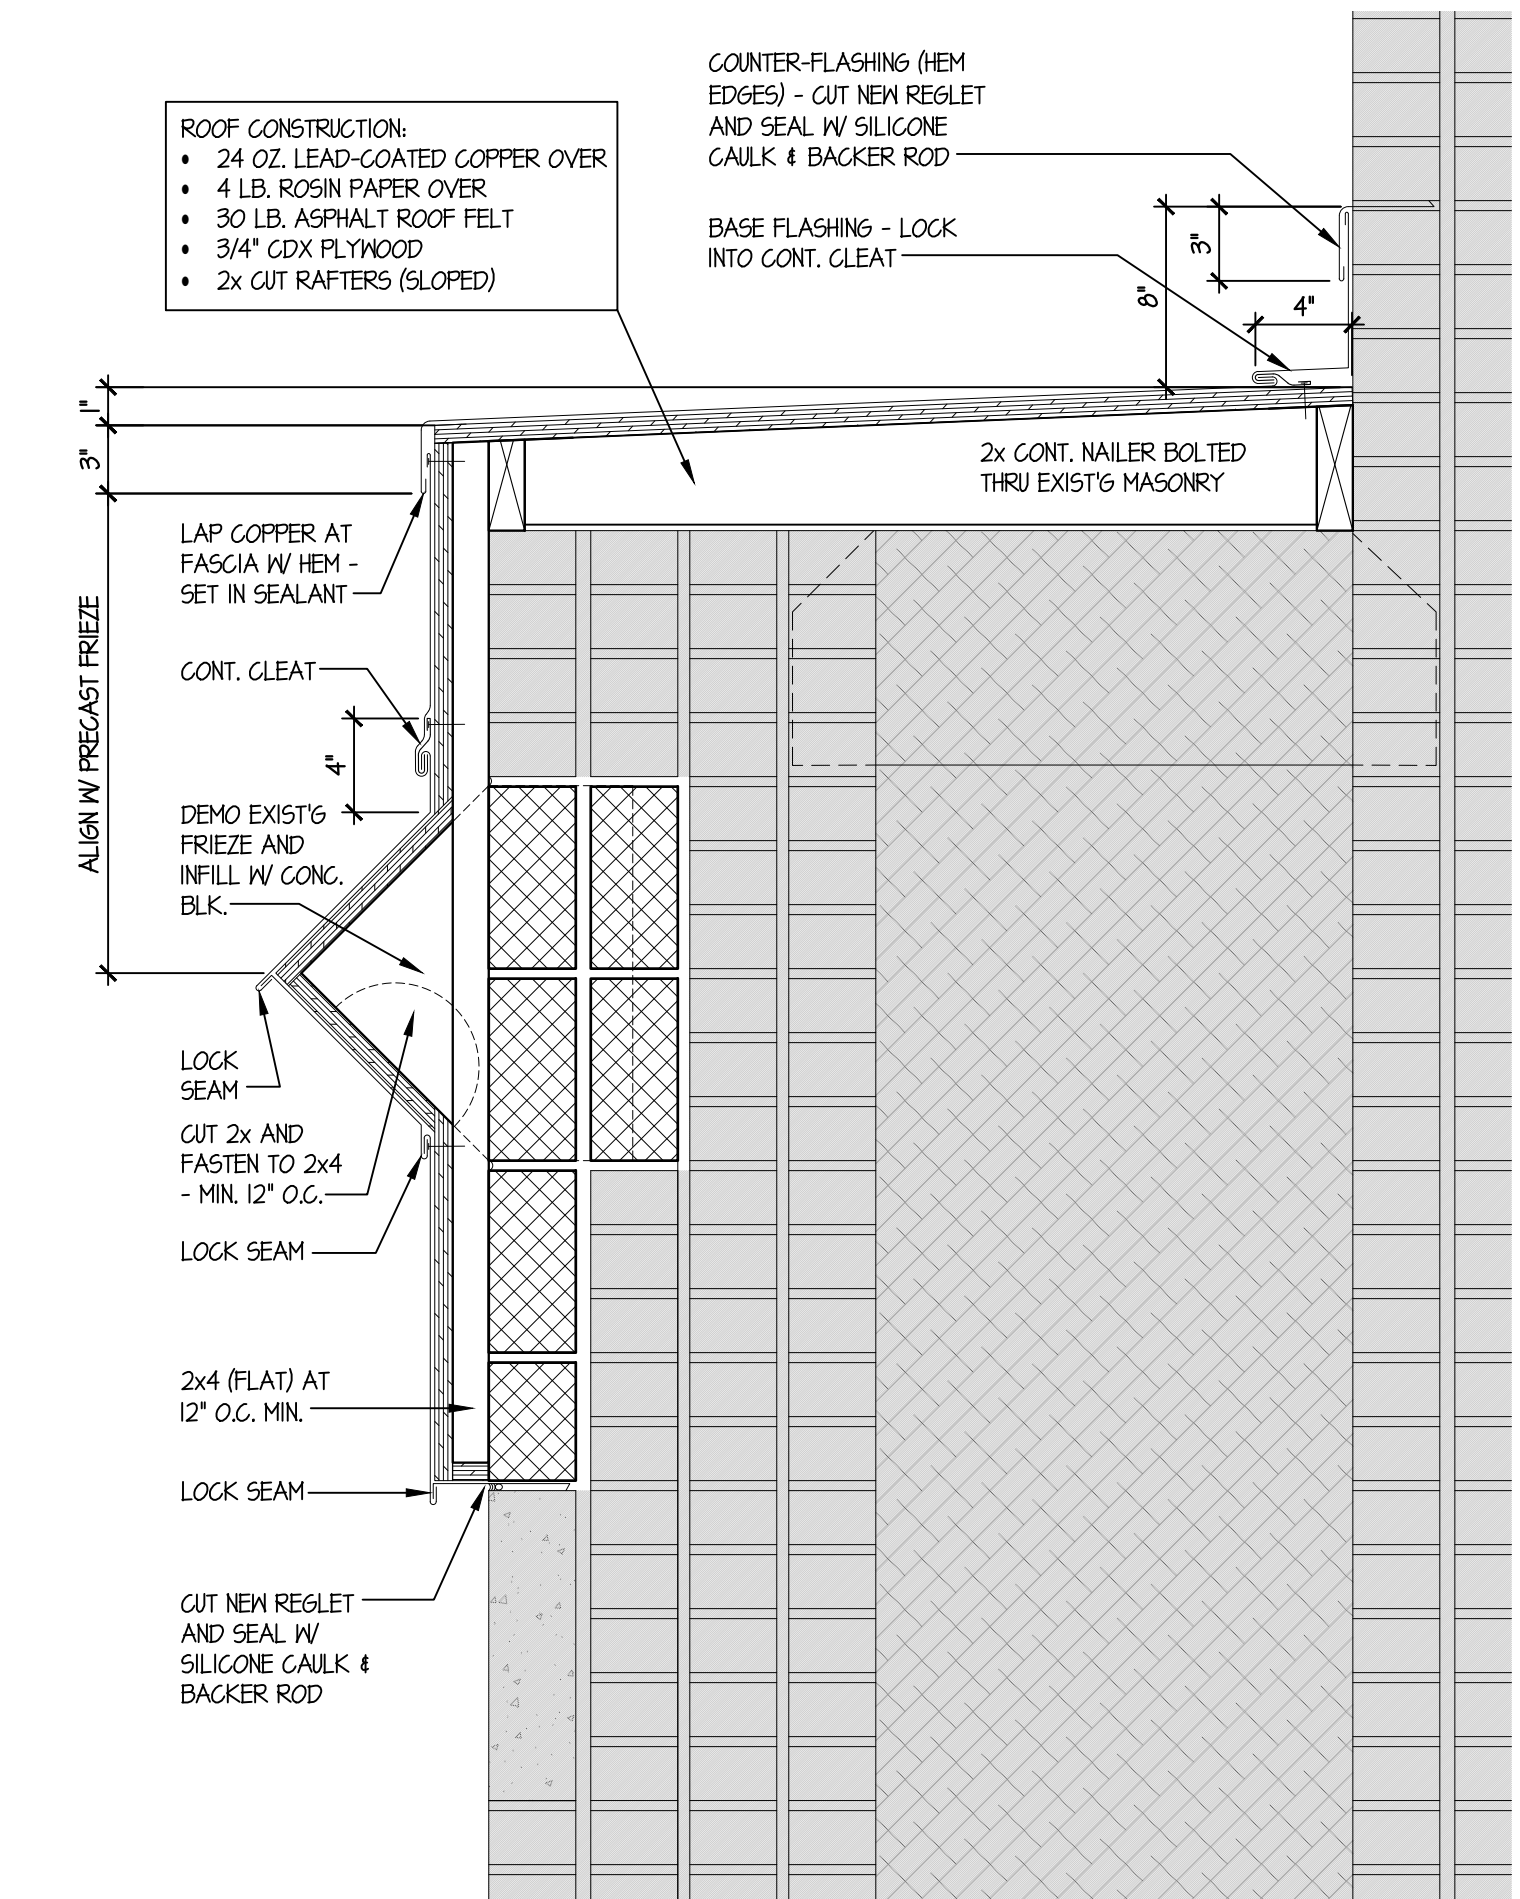 COUNTER-FLASHING (HEM
EDGES) - CUT NEW REGLET
AND SEAL W/ SILICONE
CAULK & BACKER ROD
ROOF CONSTRUCTION:
• 24 OZ. LEAD-COATED COPPER OVER
• 4 LB. ROSIN PAPER OVER
• 30 LB. ASPHALT ROOF FELT
• 3/4" CDX PLYWOOD
• 2x CUT RAFTERS (SLOPED)
BASE FLASHING - LOCK
INTO CONT. CLEAT
3"
8"
4"
1"
3"
2x CONT. NAILER BOLTED
THRU EXIST'G MASONRY
LAP COPPER AT
FASCIA W/ HEM -
SET IN SEALANT
ALIGN W/ PRECAST FRIEZE
CONT. CLEAT
4"
DEMO EXIST'G
FRIEZE AND
INFILL W/ CONC.
BLK.
LOCK
SEAM
CUT 2x AND
FASTEN TO 2x4
- MIN. 12" O.C.
LOCK SEAM
2x4 (FLAT) AT
12" O.C. MIN.
LOCK SEAM
CUT NEW REGLET
AND SEAL W/
SILICONE CAULK &
BACKER ROD